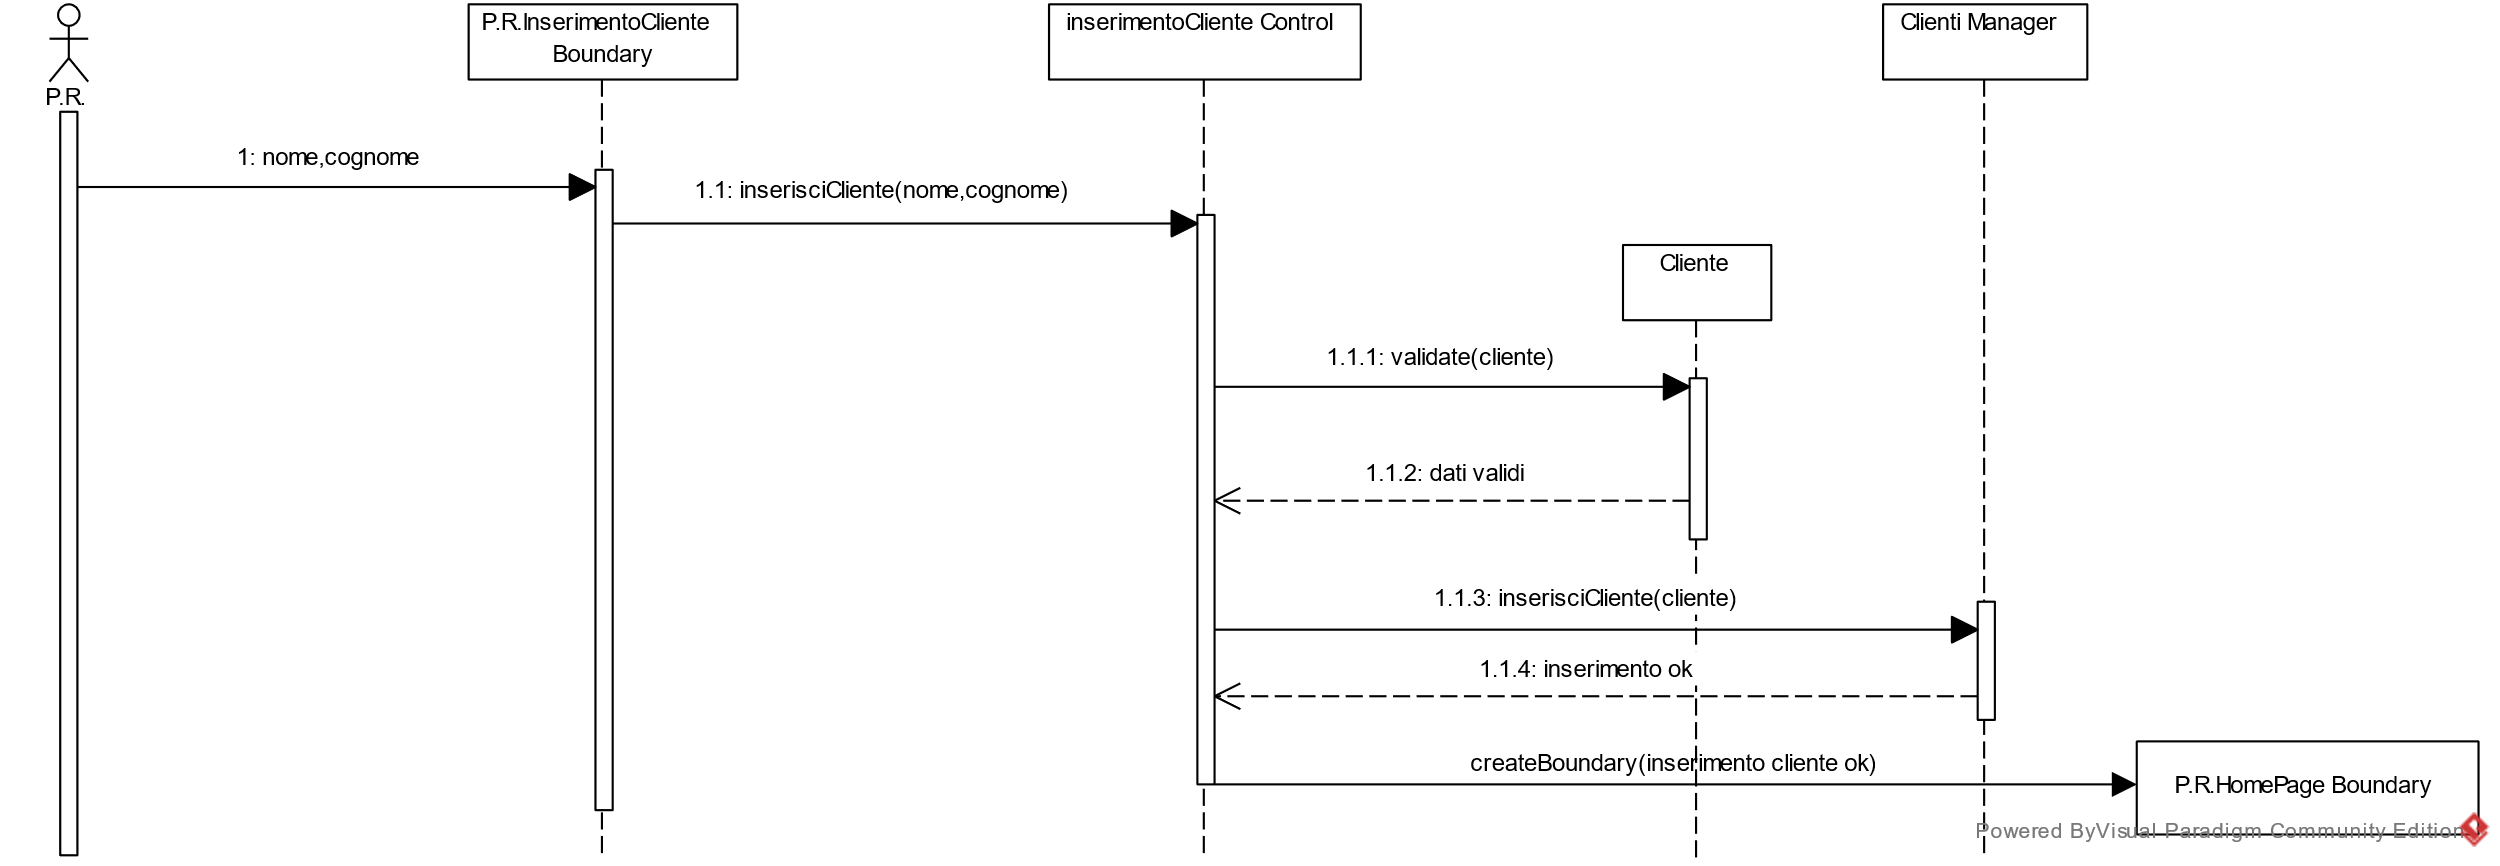 P.R.InserimentoCliente
Boundary
inserimentoCliente Control
Clienti Manager
P.R.
1: nome,cognome
1.1: inserisciCliente(nome,cognome)
Cliente
1.1.1: validate(cliente)
1.1.2: dati validi
1.1.3: inserisciCliente(cliente)
1.1.4: inserimento ok
createBoundary(inserimento cliente ok)
P.R.HomePage Boundary
Powered ByVisual Paradigm Community Edition